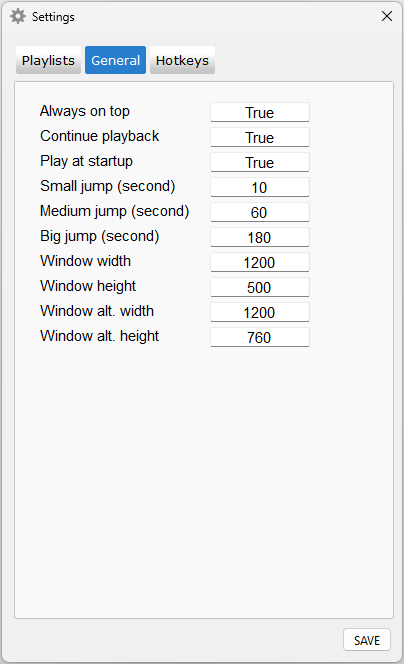 Settings
Playlists General Hotkeys
Always on top True
Continue playback True
Play at startup True
Small jump (second) 10
Medium jump (second) 60
Big jump (second) 180
Window width 1200
Window height 500
Window alt. width 1200
Window alt. height 760
SAVE